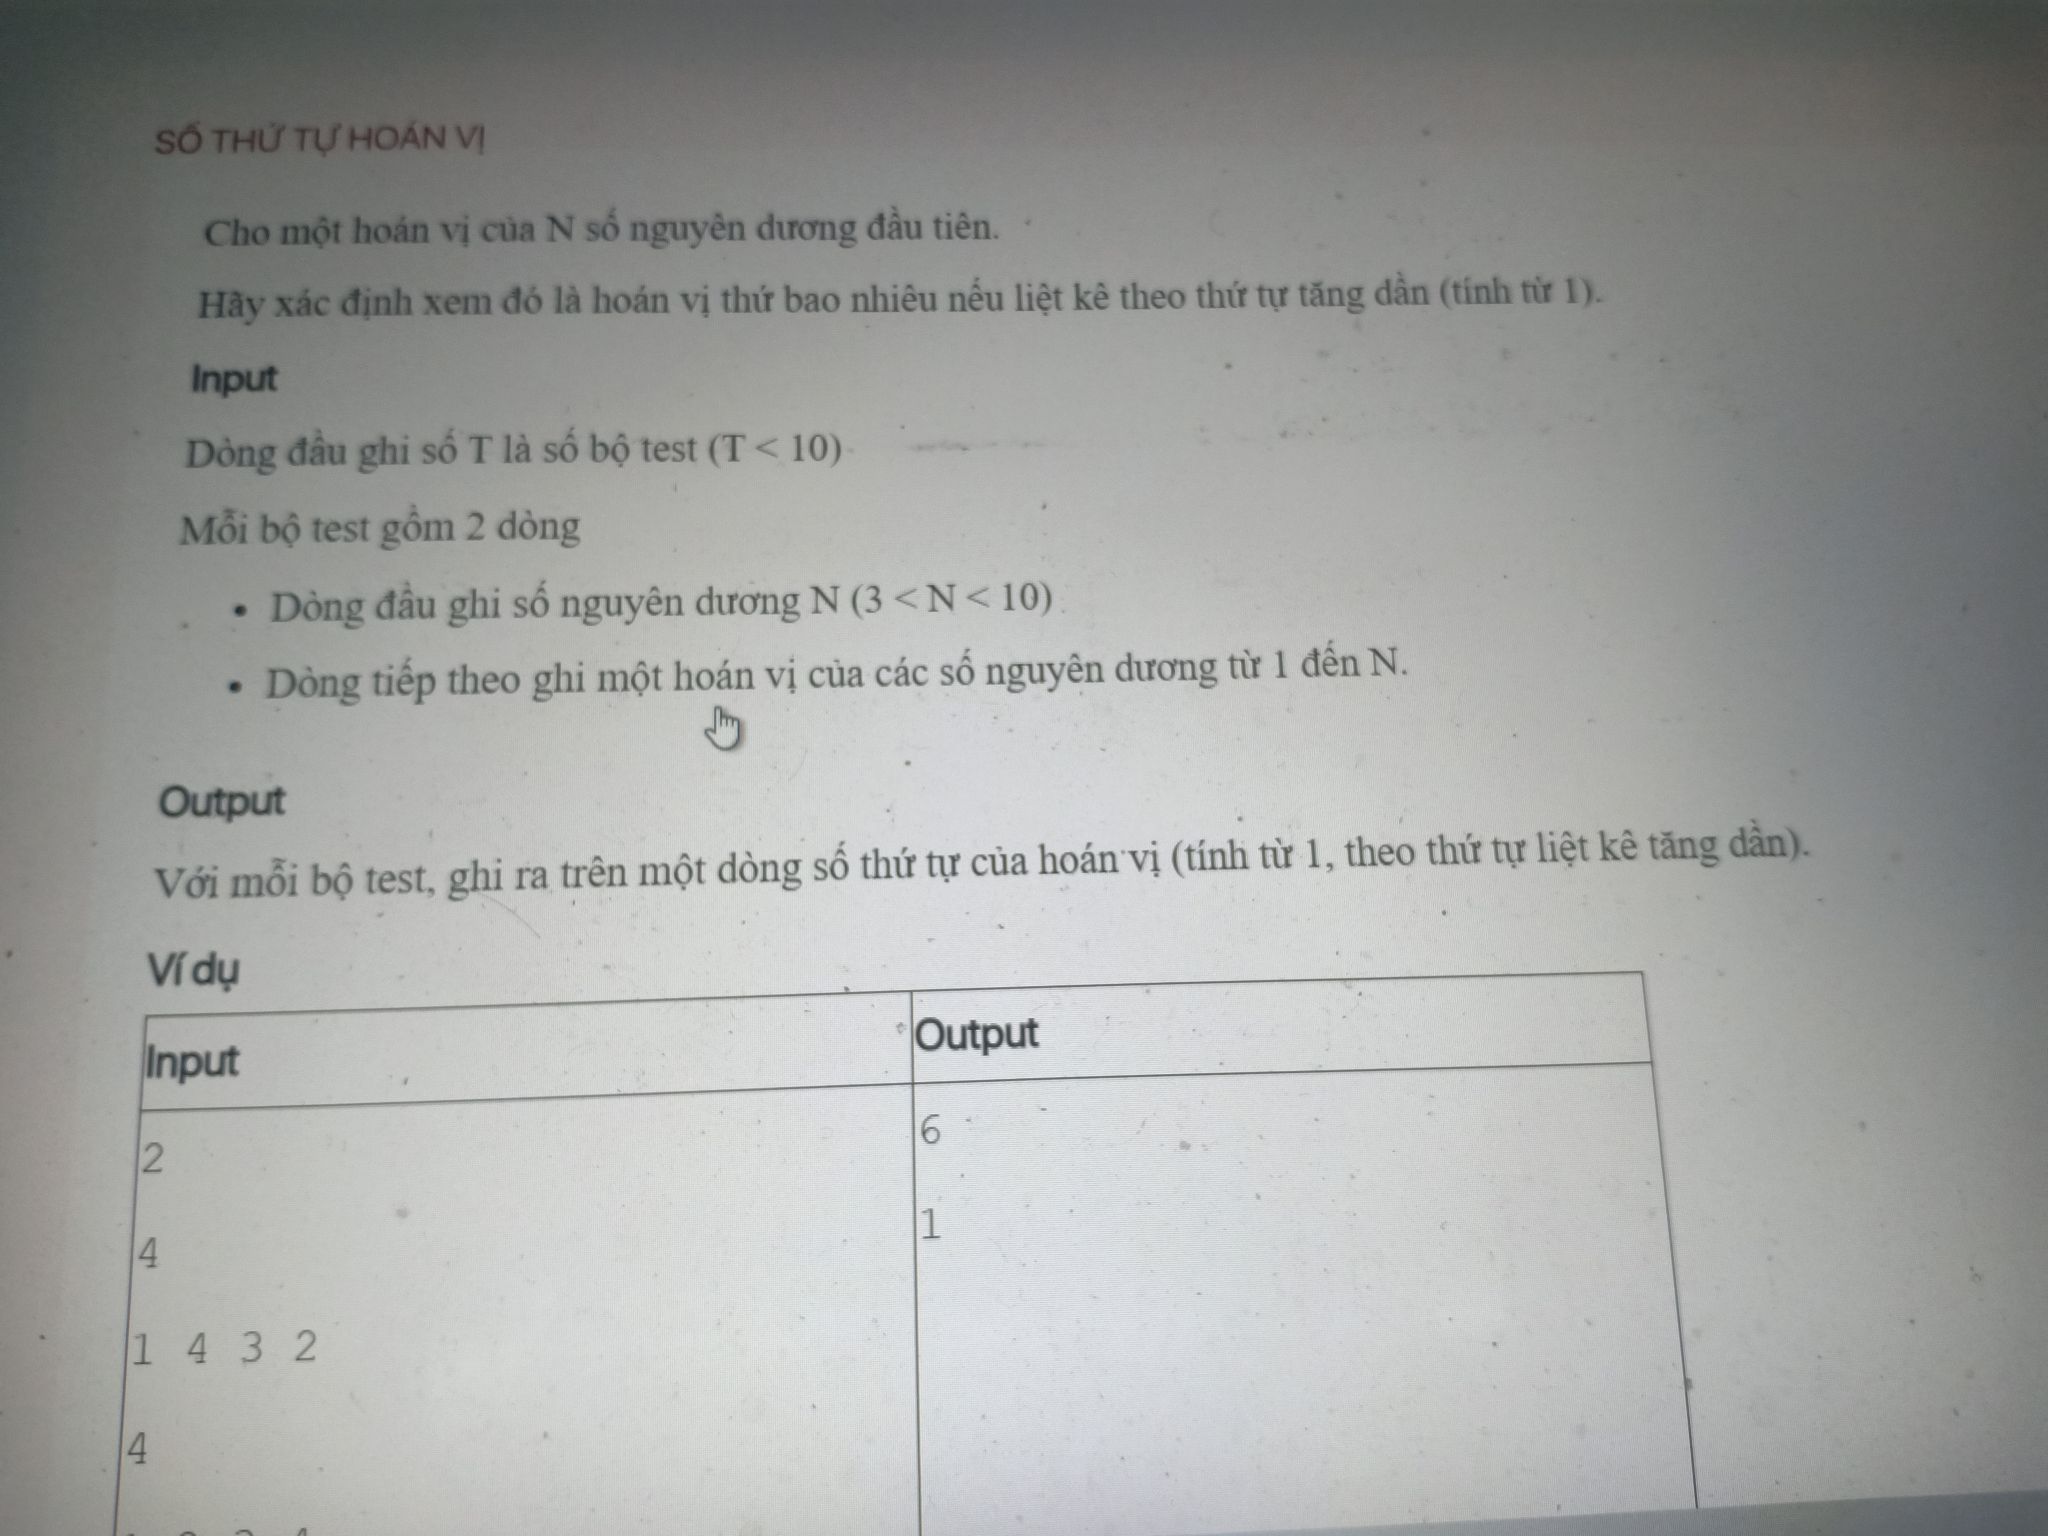 SỐ THỨ TỰ HOÁN VỊ
Cho một hoán vị của N số nguyên dương đầu tiên.
Hãy xác định xem đó là hoán vị thứ bao nhiêu nếu liệt kê theo thứ tự tăng dần (tính từ 1).
Input
Dòng đầu ghi số T là số bộ test (T < 10)
Mỗi bộ test gồm 2 dòng
• Dòng đầu ghi số nguyên dương N (3 < N < 10)
• Dòng tiếp theo ghi một hoán vị của các số nguyên dương từ 1 đến N.
Output
Với mỗi bộ test, ghi ra trên một dòng số thứ tự của hoán vị (tính từ 1, theo thứ tự liệt kê tăng dần).
Ví dụ
Input Output
2 6
4 1
1 4 3 2
4